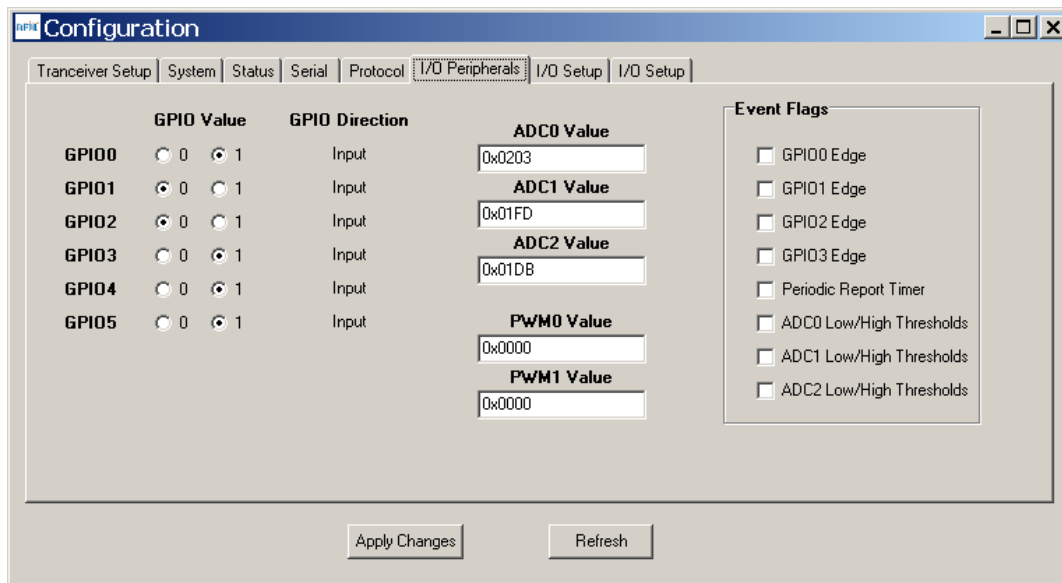 RFM Configuration
Tranceiver Setup System Status Serial Protocol I/O Peripherals I/O Setup I/O Setup
GPIO Value GPIO Direction
GPIO0 0 1 Input
GPIO1 0 1 Input
GPIO2 0 1 Input
GPIO3 0 1 Input
GPIO4 0 1 Input
GPIO5 0 1 Input
ADC0 Value
0x0203
ADC1 Value
0x01FD
ADC2 Value
0x01DB
PWM0 Value
0x0000
PWM1 Value
0x0000
Event Flags
GPIO0 Edge
GPIO1 Edge
GPIO2 Edge
GPIO3 Edge
Periodic Report Timer
ADC0 Low/High Thresholds
ADC1 Low/High Thresholds
ADC2 Low/High Thresholds
Apply Changes Refresh